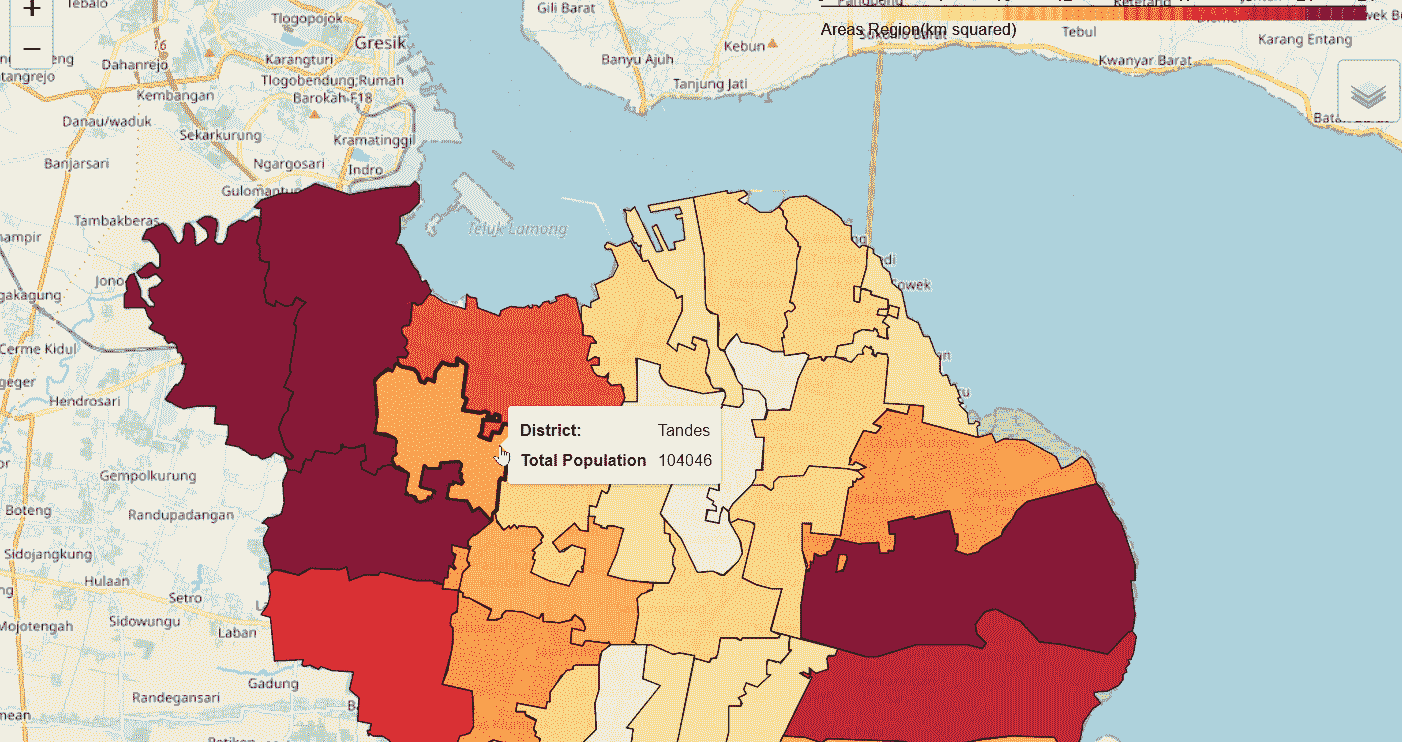 +
−
Tebalo
Tlogopojok
Gresik
16
Dahanrejo
Karangturi
Tlogobendung;Rumah
Barokah-F18
Kembangan
Danau/waduk
Sekarkurung
Kramatinggil
Banjarsari
Ngargosari
Indro
Gili Barat
Kebun
Banyu Ajuh
Tanjung Jati
Areas Region(km squared)
Tebul
Karang Entang
Kwanyar Barat
Tambakberas
Teluk Lamong
Jono
Cerme Kidul
Hendrosari
District: Tandes
Total Population 104046
Gempolkurung
Boteng
Randupadangan
Sidojangkung
Hulaan
Setro
Mojotengah
Sidowungu
Laban
Gadung
Randegansari